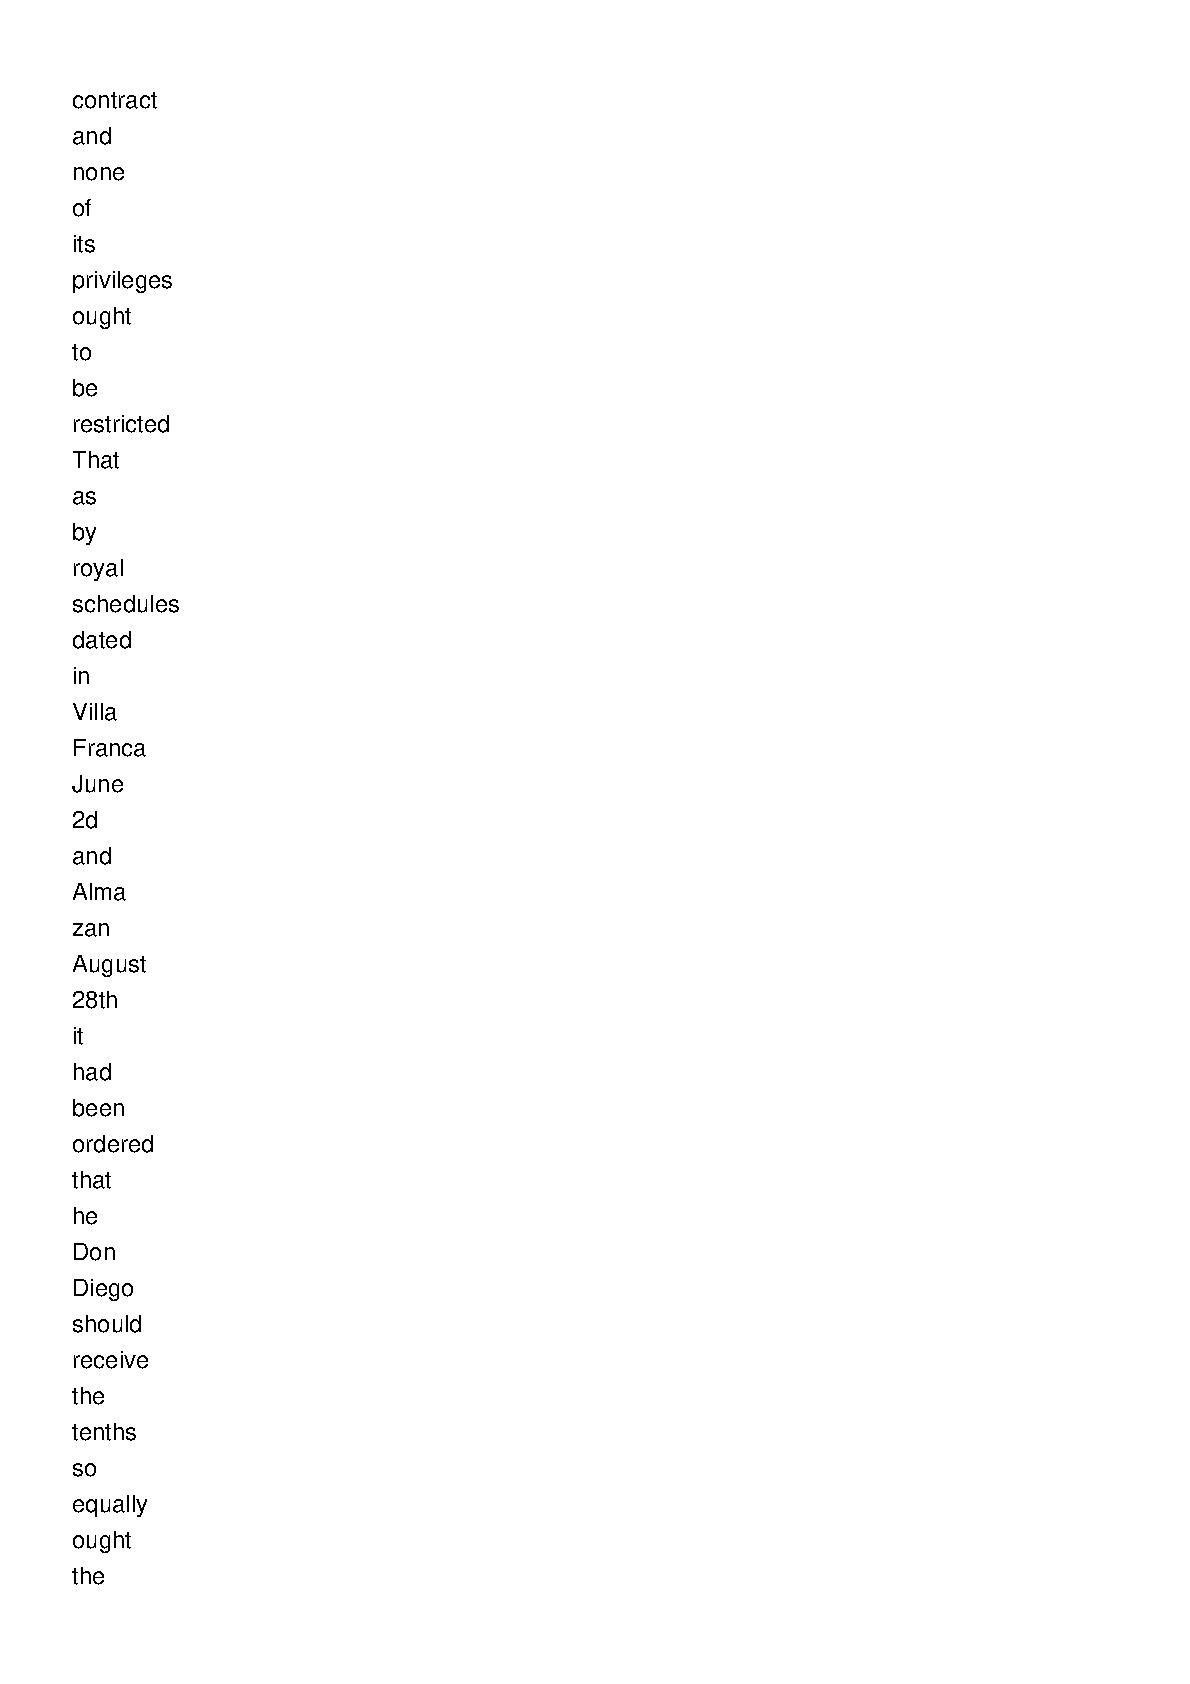 contract
and
none
of
its
privileges
ought
to
be
restricted
That
as
by
royal
schedules
dated
in
Villa
Franca
June
2d
and
Alma
zan
August
28th
it
had
been
ordered
that
he
Don
Diego
should
receive
the
tenths
so
equally
ought
the